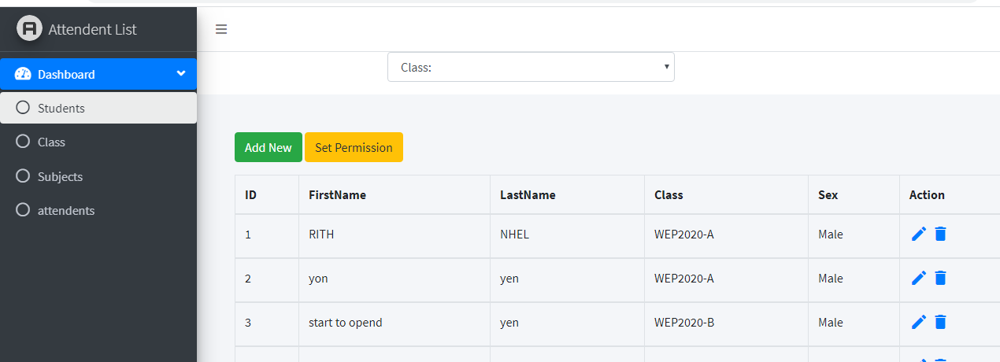 Attendent List
Class:
Dashboard
Students
Class
Subjects
attendents
Add New Set Permission
ID FirstName LastName Class Sex Action
1 RITH NHEL WEP2020-A Male
2 yon yen WEP2020-A Male
3 start to opend yen WEP2020-B Male